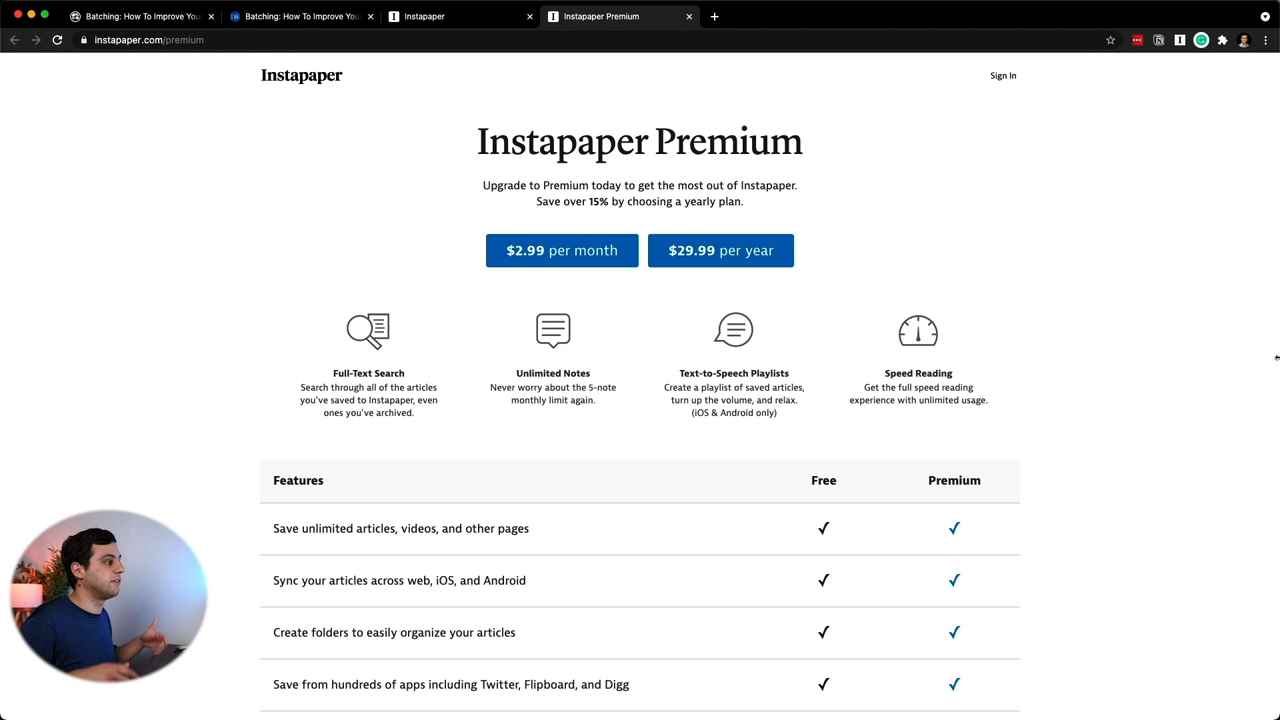 Batching: How To Improve You
Batching: How To Improve You
Instapaper
Instapaper Premium
instapaper.com/premium
Instapaper
Sign In
Instapaper Premium
Upgrade to Premium today to get the most out of Instapaper.
Save over 15% by choosing a yearly plan.
$2.99 per month
$29.99 per year
Full-Text Search
Search through all of the articles
you've saved to Instapaper, even
ones you've archived.
Unlimited Notes
Never worry about the 5-note
monthly limit again.
Text-to-Speech Playlists
Create a playlist of saved articles,
turn up the volume, and relax.
(iOS & Android only)
Speed Reading
Get the full speed reading
experience with unlimited usage.
Features Free Premium
Save unlimited articles, videos, and other pages
Sync your articles across web, iOS, and Android
Create folders to easily organize your articles
Save from hundreds of apps including Twitter, Flipboard, and Digg